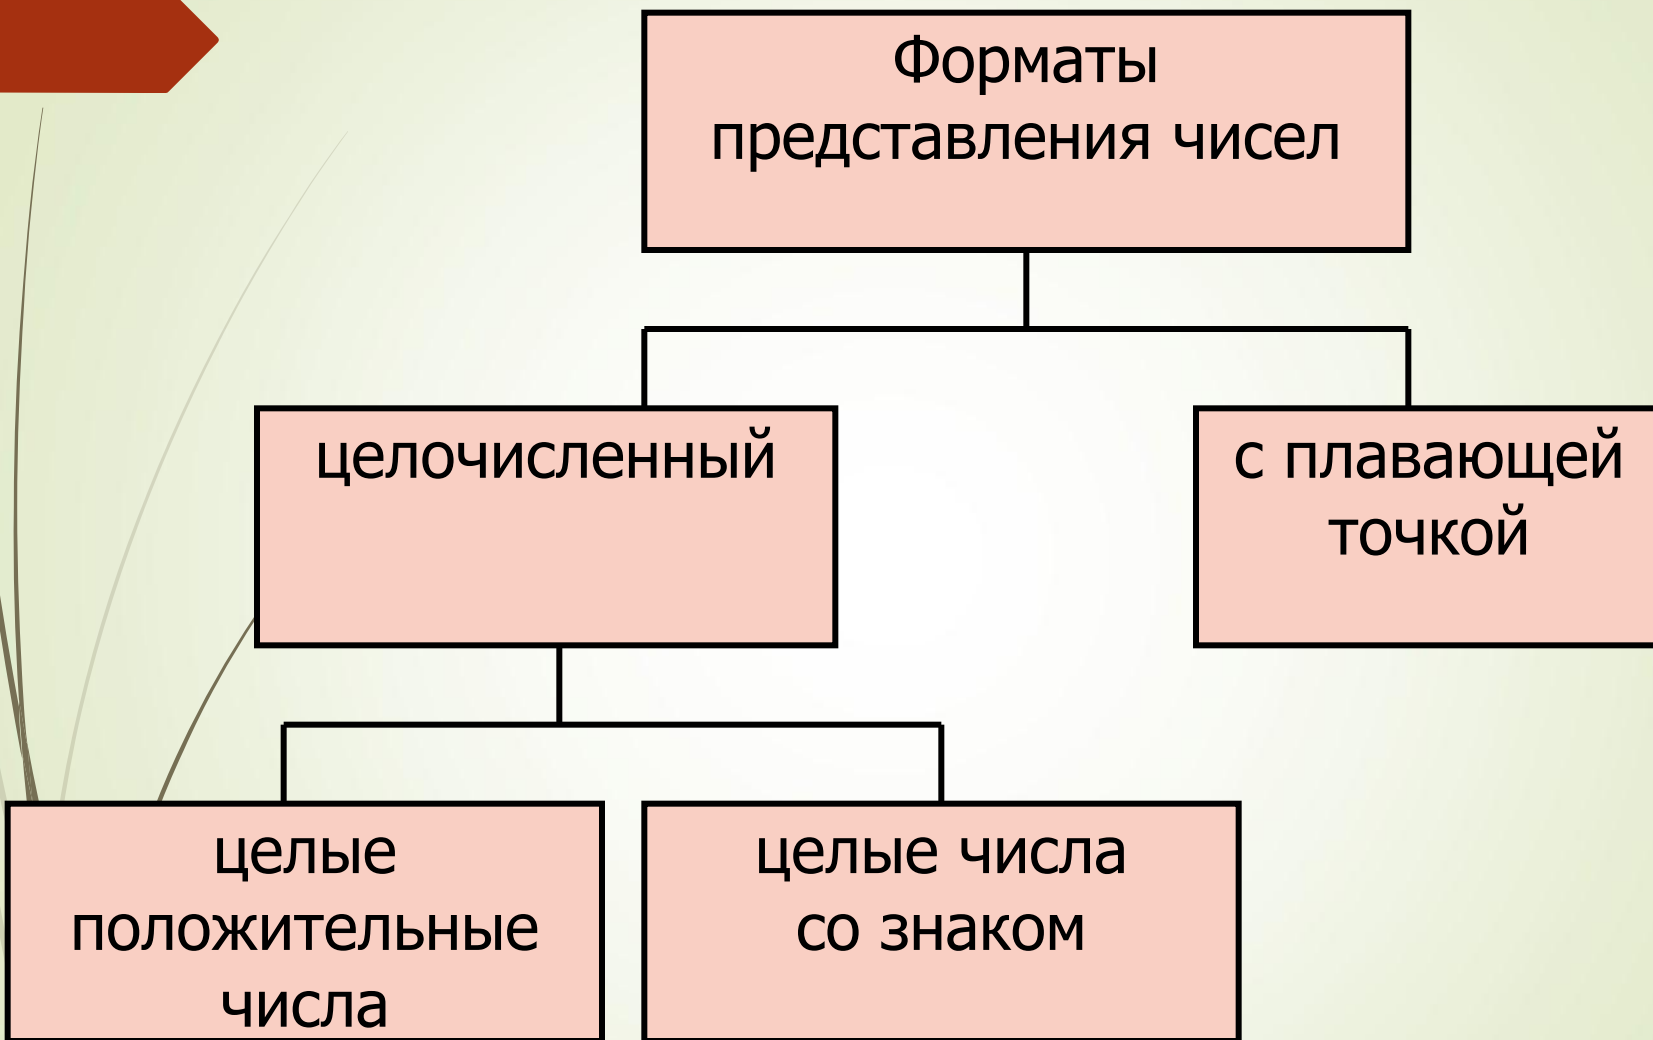 Форматы
представления чисел
целочисленный
с плавающей
точкой
целые
положительные
числа
целые числа
со знаком